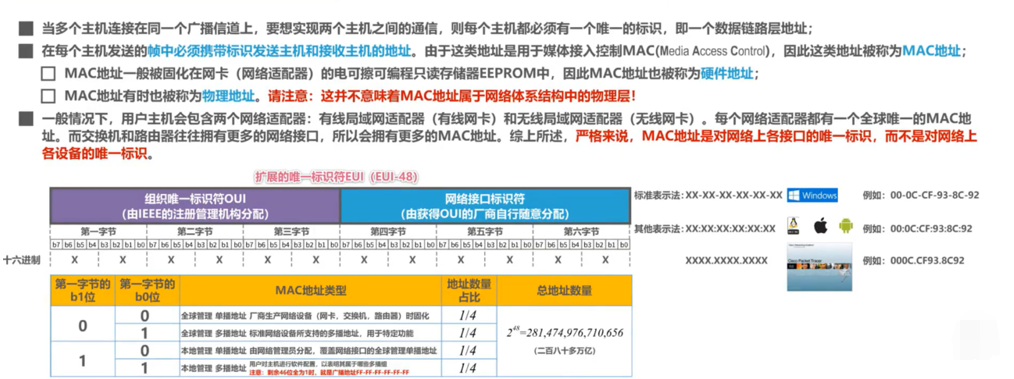 当多个主机连接在同一个广播信道上，要想实现两个主机之间的通信，则每个主机都必须有一个唯一的标识，即一个数据链路层地址；
在每个主机发送的帧中必须携带标识发送主机和接收主机的地址。由于这类地址是用于媒体接入控制MAC(Media Access Control)，因此这类地址被称为MAC地址；
MAC地址一般被固化在网卡（网络适配器）的电可擦可编程只读存储器EEPROM中，因此MAC地址也被称为硬件地址；
MAC地址有时也被称为物理地址。请注意：这并不意味着MAC地址属于网络体系结构中的物理层！
一般情况下，用户主机会包含两个网络适配器：有线局域网适配器（有线网卡）和无线局域网适配器（无线网卡）。每个网络适配器都有一个全球唯一的MAC地
址。而交换机和路由器往往拥有更多的网络接口，所以会拥有更多的MAC地址。综上所述，严格来说，MAC地址是对网络上各接口的唯一标识，而不是对网络上
各设备的唯一标识。
扩展的唯一标识符EUI（EUI-48）
组织唯一标识符OUI
（由IEEE的注册管理机构分配）
网络接口标识符
（由获得OUI的厂商自行随意分配）
第一字节 第二字节 第三字节 第四字节 第五字节 第六字节
b7 b6 b5 b4 b3 b2 b1 b0 b7 b6 b5 b4 b3 b2 b1 b0 b7 b6 b5 b4 b3 b2 b1 b0 b7 b6 b5 b4 b3 b2 b1 b0 b7 b6 b5 b4 b3 b2 b1 b0 b7 b6 b5 b4 b3 b2 b1 b0
十六进制 X X X X X X X X X X X X
标准表示法：XX-XX-XX-XX-XX-XX Windows 例如：00-0C-CF-93-8C-92
其他表示法：XX:XX:XX:XX:XX:XX 例如：00:0C:CF:93:8C:92
XXXX.XXXX.XXXX Cisco Packet Tracer 例如：000C.CF93.8C92
第一字节的b1位 第一字节的b0位 MAC地址类型 地址数量占比 总地址数量
0 0 全球管理 单播地址 厂商生产网络设备（网卡，交换机，路由器）时固化 1/4
1 全球管理 多播地址 标准网络设备所应支持的多播地址，用于特定功能 1/4
1 0 本地管理 单播地址 由网络管理员分配，覆盖网络接口的全球管理单播地址 1/4
1 本地管理 多播地址 用户对主机进行软件配置，以表明其属于哪些多播组 1/4
注意：剩余46位全为1时，就是广播地址FF-FF-FF-FF-FF-FF
2^48=281,474,976,710,656
（二百八十多万亿）